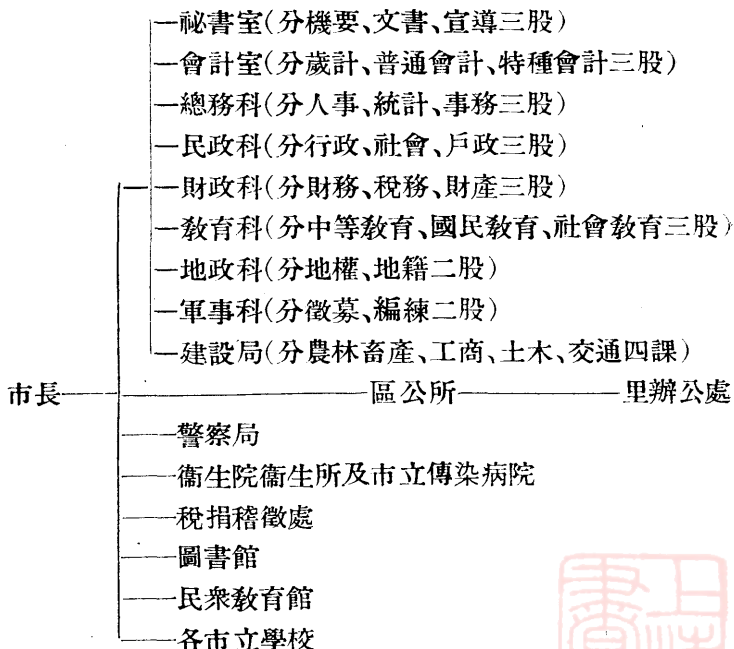 祕書室(分機要、文書、宣導三股)
會計室(分歲計、普通會計、特種會計三股)
總務科(分人事、統計、事務三股)
民政科(分行政、社會、戶政三股)
財政科(分財務、稅務、財產三股)
敎育科(分中等敎育、國民敎育、社會敎育三股)
地政科(分地權、地籍二股)
軍事科(分徵募、編練二股)
建設局(分農林畜產、工商、土木、交通四課)
市長 區公所 里辦公處
警察局
衞生院衞生所及市立傳染病院
稅捐稽徵處
圖書館
民衆敎育館
各市立學校